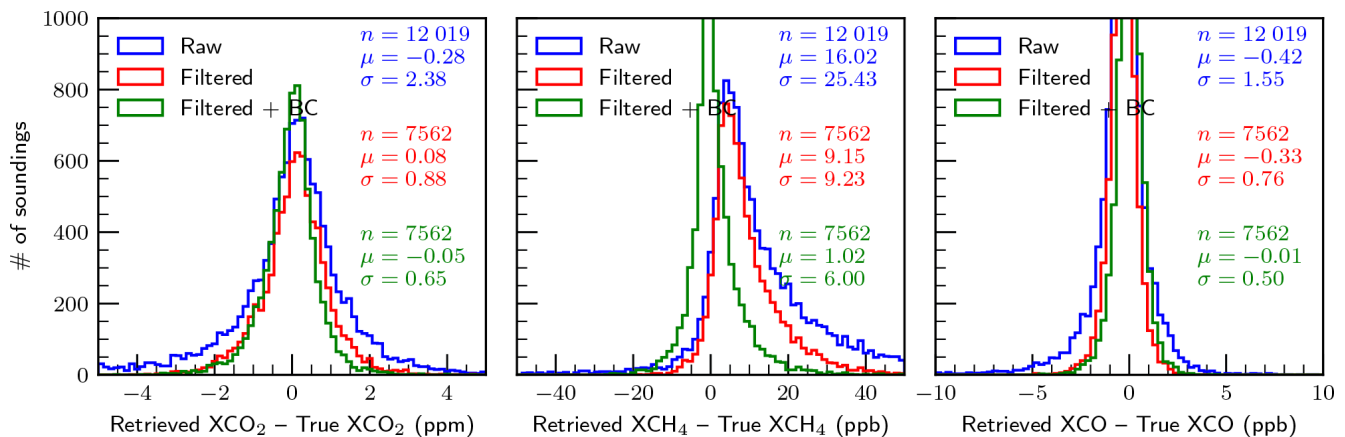 # of soundings
1000
800
600
400
200
0
Raw
Filtered
Filtered + BC
n = 12 019
μ = −0.28
σ = 2.38
n = 7562
μ = 0.08
σ = 0.88
n = 7562
μ = −0.05
σ = 0.65
−4 −2 0 2 4
Retrieved XCO₂ – True XCO₂ (ppm)
Raw
Filtered
Filtered + BC
n = 12 019
μ = 16.02
σ = 25.43
n = 7562
μ = 9.15
σ = 9.23
n = 7562
μ = 1.02
σ = 6.00
−40 −20 0 20 40
Retrieved XCH₄ – True XCH₄ (ppb)
Raw
Filtered
Filtered + BC
n = 12 019
μ = −0.42
σ = 1.55
n = 7562
μ = −0.33
σ = 0.76
n = 7562
μ = −0.01
σ = 0.50
−10 −5 0 5 10
Retrieved XCO – True XCO (ppb)